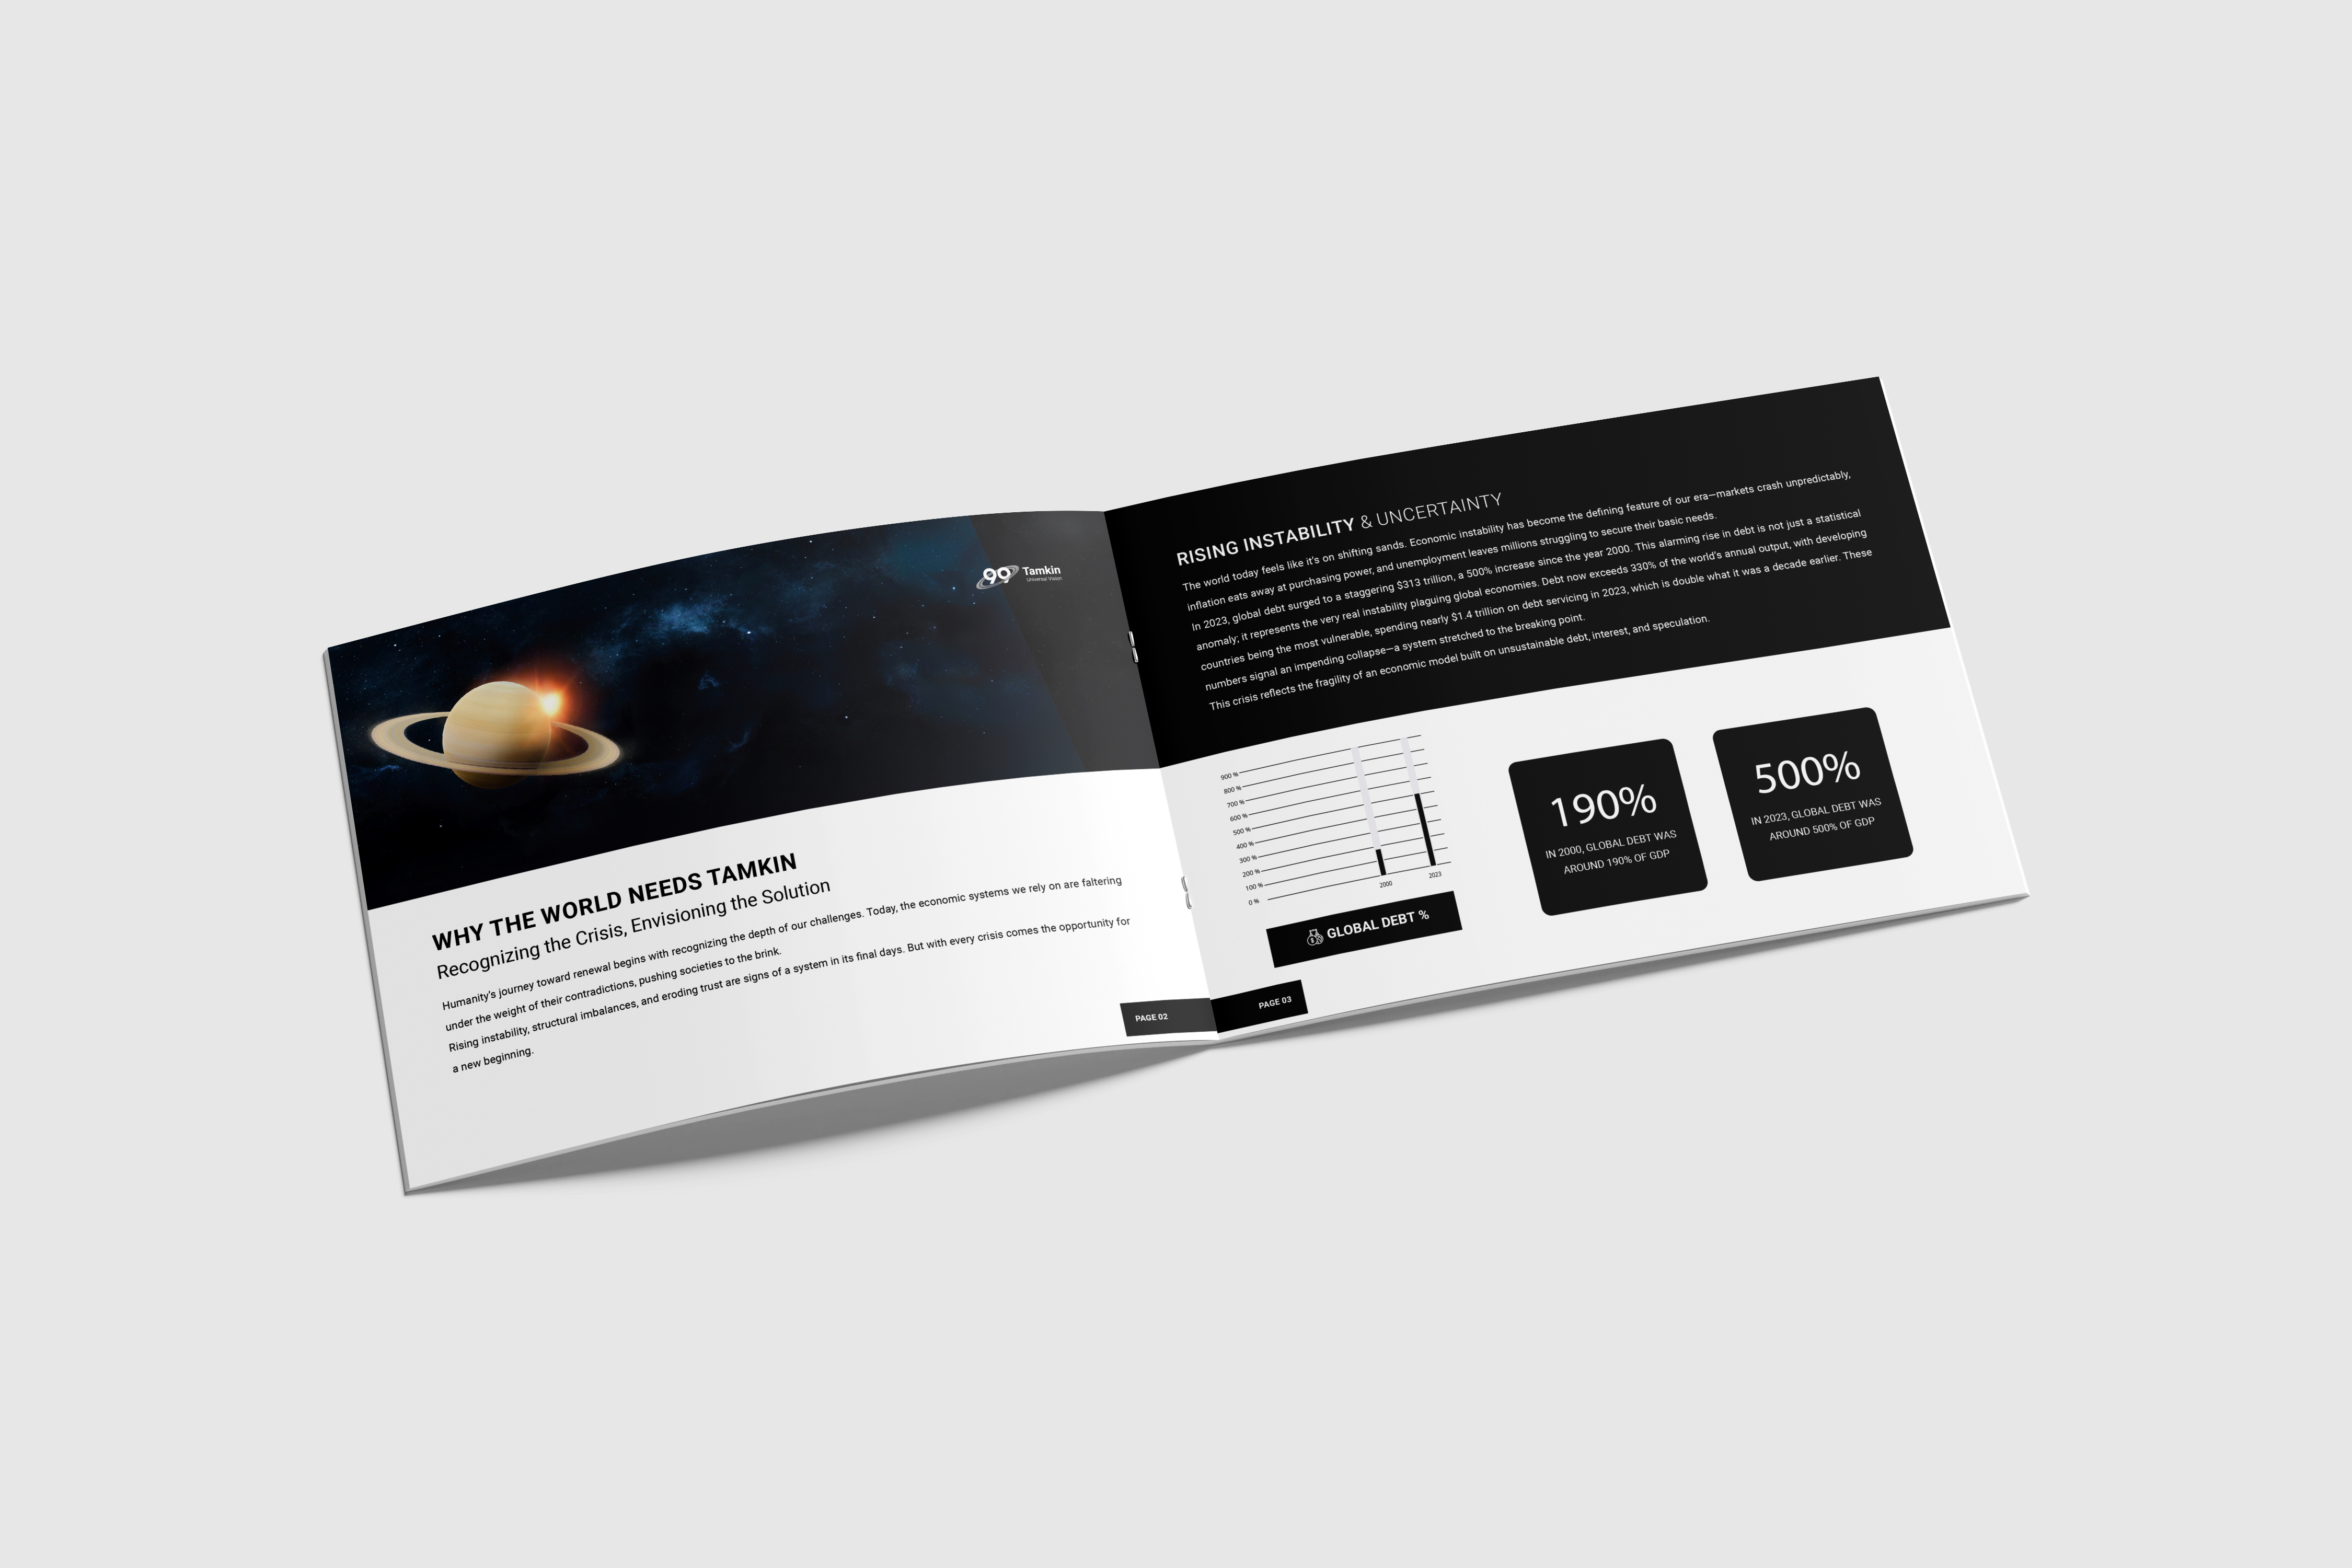 99 Tamkin
Universal Vision
WHY THE WORLD NEEDS TAMKIN
Recognizing the Crisis, Envisioning the Solution
Humanity's journey toward renewal begins with recognizing the depth of our challenges. Today, the economic systems we rely on are faltering
under the weight of their contradictions, pushing societies to the brink.
Rising instability, structural imbalances, and eroding trust are signs of a system in its final days. But with every crisis comes the opportunity for
a new beginning.
PAGE 02
RISING INSTABILITY & UNCERTAINTY
The world today feels like it's on shifting sands. Economic instability has become the defining feature of our era—markets crash unpredictably,
inflation eats away at purchasing power, and unemployment leaves millions struggling to secure their basic needs.
In 2023, global debt surged to a staggering $313 trillion, a 500% increase since the year 2000. This alarming rise in debt is not just a statistical
anomaly; it represents the very real instability plaguing global economies. Debt now exceeds 330% of the world's annual output, with developing
countries being the most vulnerable, spending nearly $1.4 trillion on debt servicing in 2023, which is double what it was a decade earlier. These
numbers signal an impending collapse—a system stretched to the breaking point.
This crisis reflects the fragility of an economic model built on unsustainable debt, interest, and speculation.
900 %
800 %
700 %
600 %
500 %
400 %
300 %
200 %
100 %
0 %
2000
2023
GLOBAL DEBT %
190%
IN 2000, GLOBAL DEBT WAS
AROUND 190% OF GDP
500%
IN 2023, GLOBAL DEBT WAS
AROUND 500% OF GDP
PAGE 03